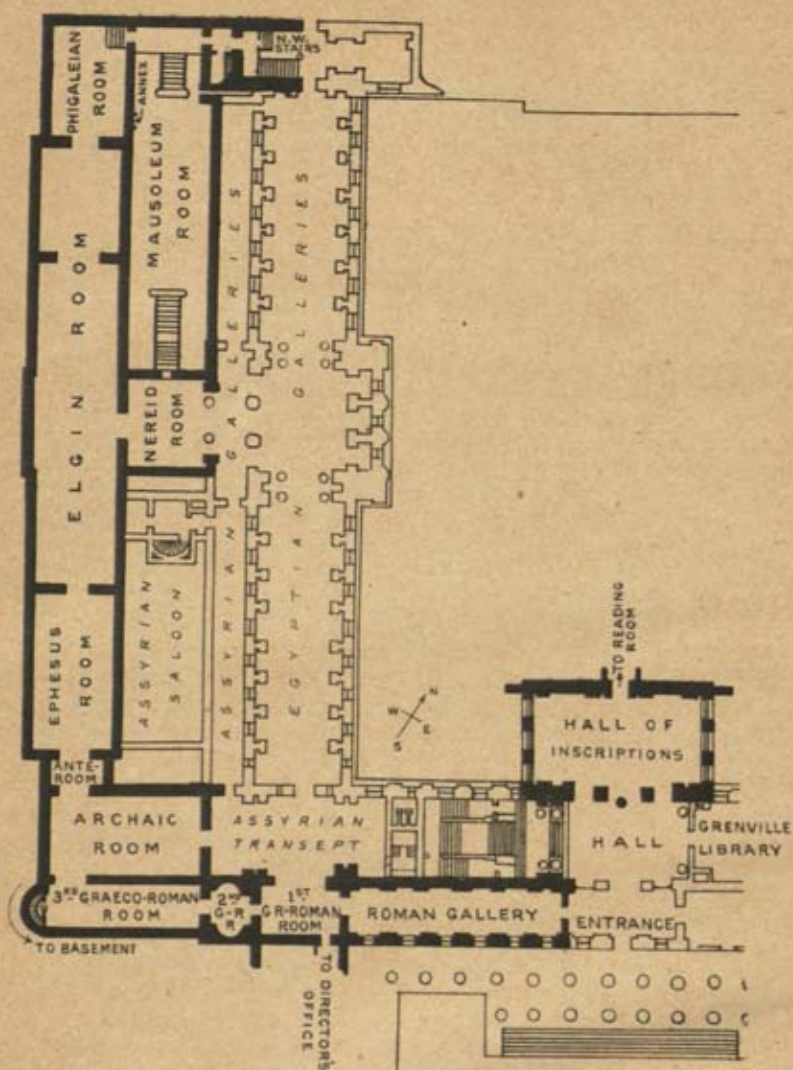 N.W.
STAIRS
PHIGALEIAN
ROOM
ANNEX
MAUSOLEUM
ROOM
ELGIN ROOM
NEREID
ROOM
ASSYRIAN GALLERIES
EGYPTIAN GALLERIES
ASSYRIAN
SALOON
EPHESUS
ROOM
ANTE-
ROOM
N
W
E
S
TO READING
ROOM
HALL OF
INSCRIPTIONS
ARCHAIC
ROOM
ASSYRIAN
TRANSEPT
HALL
GRENVILLE
LIBRARY
3RD GRAECO-ROMAN
ROOM
2ND
G-R
R
1ST
GR-ROMAN
ROOM
ROMAN GALLERY
ENTRANCE
TO BASEMENT
TO DIRECTOR'S
OFFICE